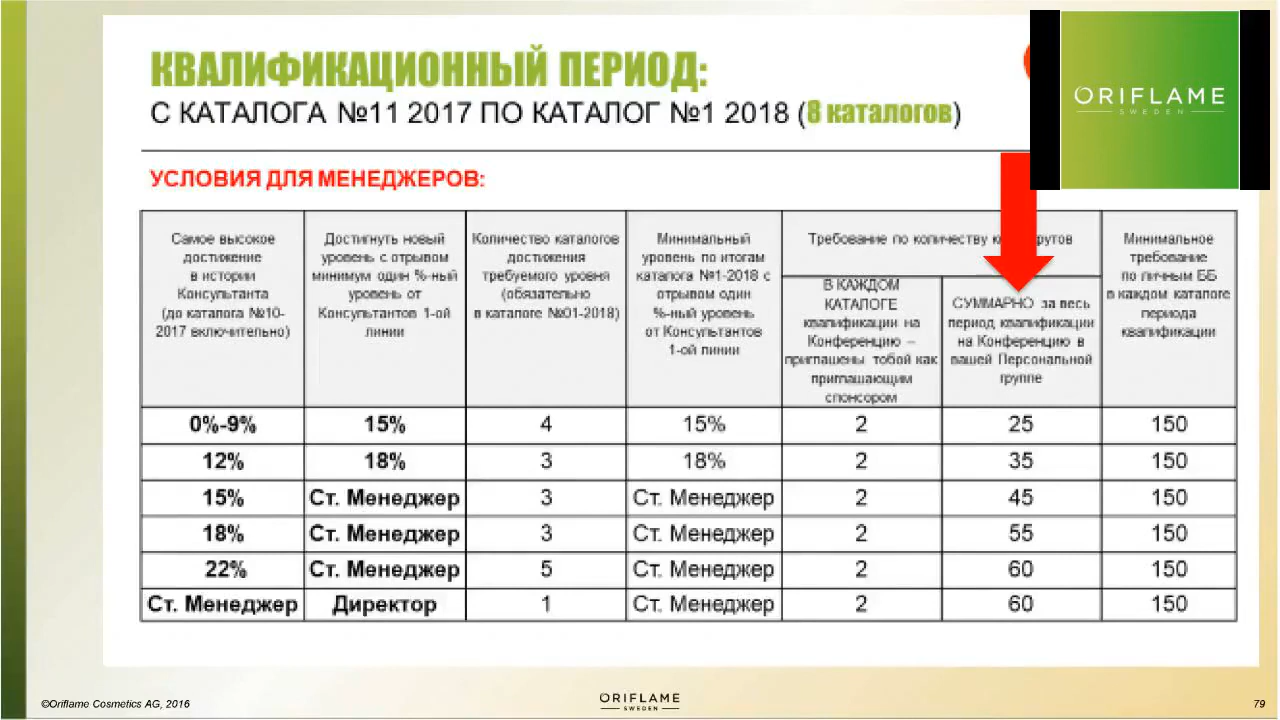 КВАЛИФИКАЦИОННЫЙ ПЕРИОД:
С КАТАЛОГА №11 2017 ПО КАТАЛОГ №1 2018 (8 каталогов)
ORIFLAME
SWEDEN
УСЛОВИЯ ДЛЯ МЕНЕДЖЕРОВ:
Самое высокое
достижение
в истории
Консультанта
(до каталога №10-
2017 включительно)
Достигнуть новый
уровень с отрывом
минимум один %-ный
уровень от
Консультантов 1-ой
линии
Количество каталогов
достижения
требуемого уровня
(обязательно
в каталоге №01-2018)
Минимальный
уровень по итогам
каталога №1-2018 с
отрывом один
%-ный уровень
от Консультантов
1-ой линии
Требование по количеству
В КАЖДОМ
КАТАЛОГЕ
квалификации на
Конференцию –
приглашены тобой как
приглашающим
спонсором
СУММАРНО за весь
период квалификации
на Конференцию в
вашей Персональной
группе
Минимальное
требование
по личным ББ
в каждом каталоге
периода
квалификации
0%-9% 15% 4 15% 2 25 150
12% 18% 3 18% 2 35 150
15% Ст. Менеджер 3 Ст. Менеджер 2 45 150
18% Ст. Менеджер 3 Ст. Менеджер 2 55 150
22% Ст. Менеджер 5 Ст. Менеджер 2 60 150
Ст. Менеджер Директор 1 Ст. Менеджер 2 60 150
©Oriflame Cosmetics AG, 2016
ORIFLAME
SWEDEN
79